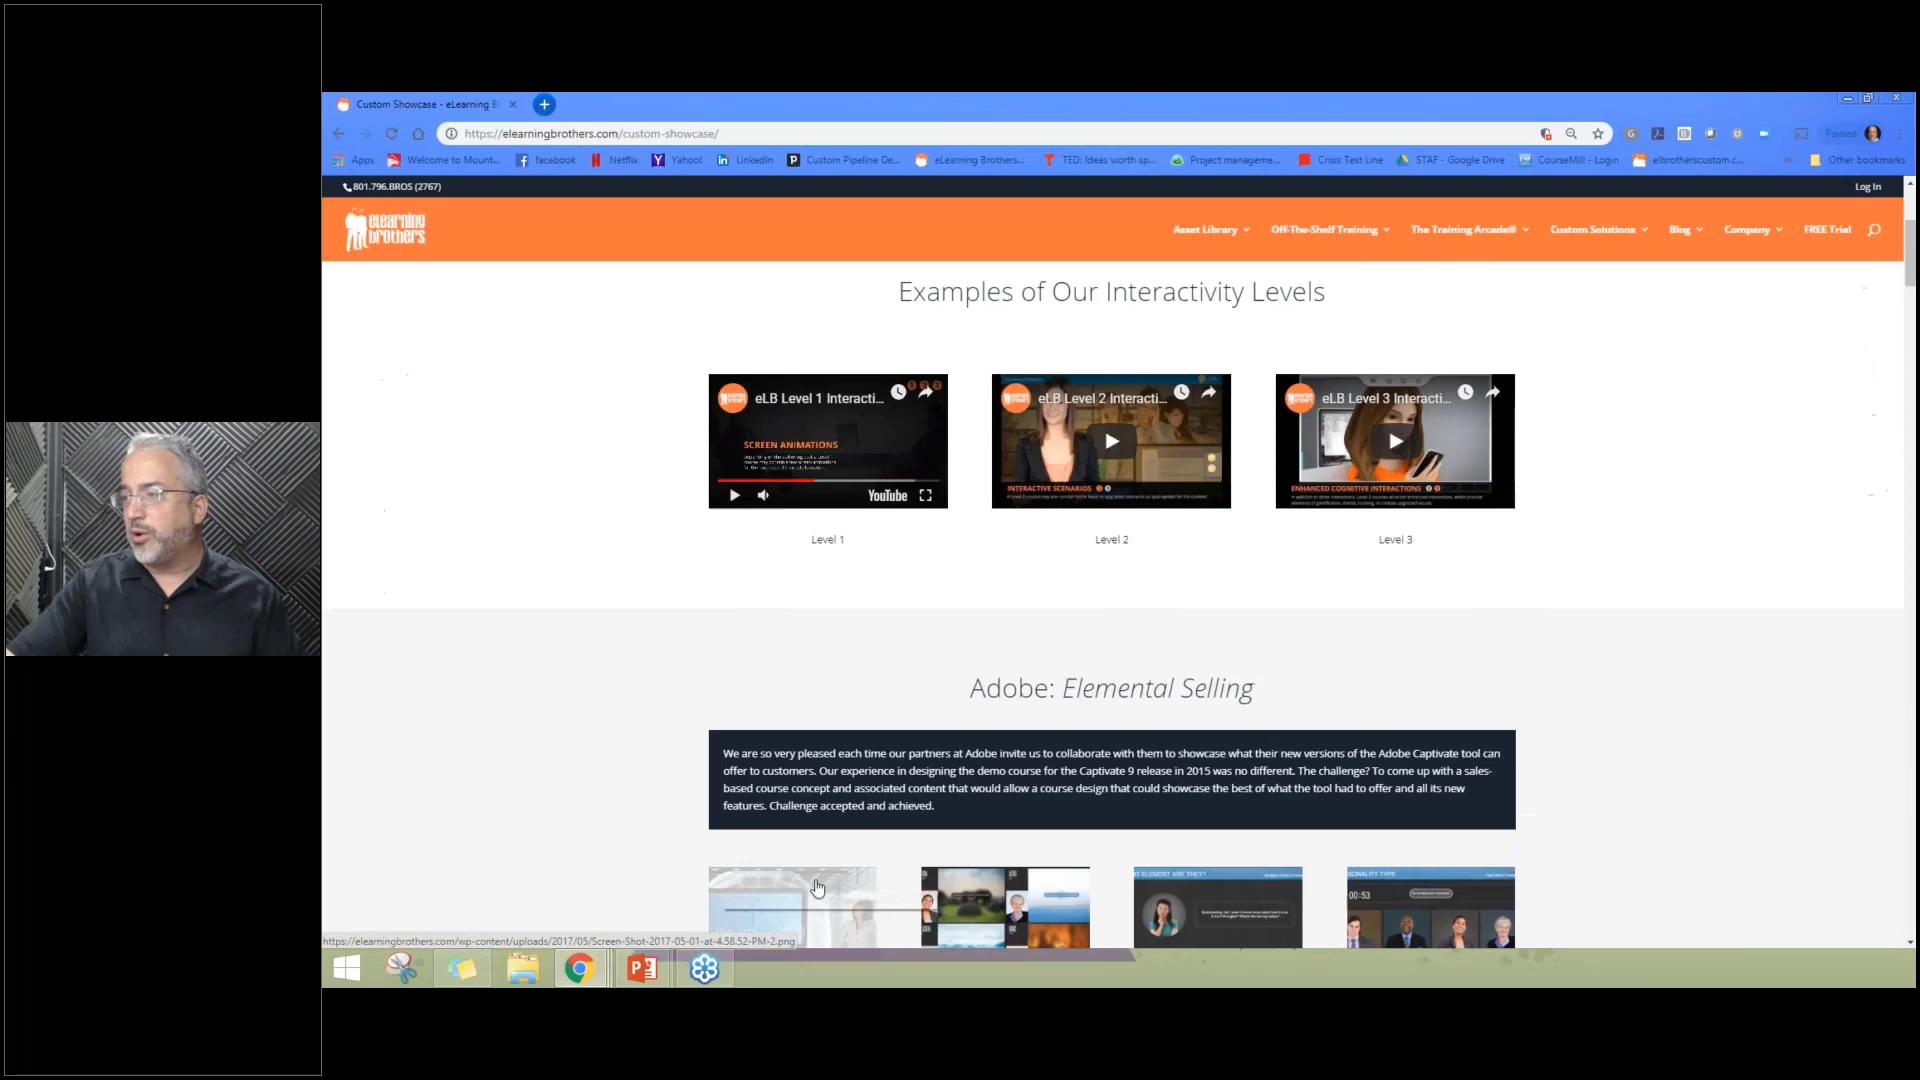 Custom Showcase - eLearning B
https://elearningbrothers.com/custom-showcase/
Paused
Apps
Welcome to Mount...
facebook
Netflix
Yahoo!
LinkedIn
Custom Pipeline De...
eLearning Brothers...
TED: Ideas worth sp...
Project manageme...
Crisis Text Line
STAF - Google Drive
CourseMill - Login
elbrotherscustom.c...
Other bookmarks
801.796.BROS (2767)
Log In
eLearning
brothers
Asset Library
Off-The-Shelf Training
The Training Arcade®
Custom Solutions
Blog
Company
FREE Trial
Examples of Our Interactivity Levels
eLB Level 1 Interacti...
SCREEN ANIMATIONS
YouTube
eLB Level 2 Interacti...
INTERACTIVE SCENARIOS
eLB Level 3 Interacti...
ENHANCED COGNITIVE INTERACTIONS
Level 1
Level 2
Level 3
Adobe: Elemental Selling
We are so very pleased each time our partners at Adobe invite us to collaborate with them to showcase what their new versions of the Adobe Captivate tool can
offer to customers. Our experience in designing the demo course for the Captivate 9 release in 2015 was no different. The challenge? To come up with a sales-
based course concept and associated content that would allow a course design that could showcase the best of what the tool had to offer and all its new
features. Challenge accepted and achieved.
AT ELEMENT ARE THEY?
SONALITY TYPE
00:53
https://elearningbrothers.com/wp-content/uploads/2017/05/Screen-Shot-2017-05-01-at-4.58.52-PM-2.png